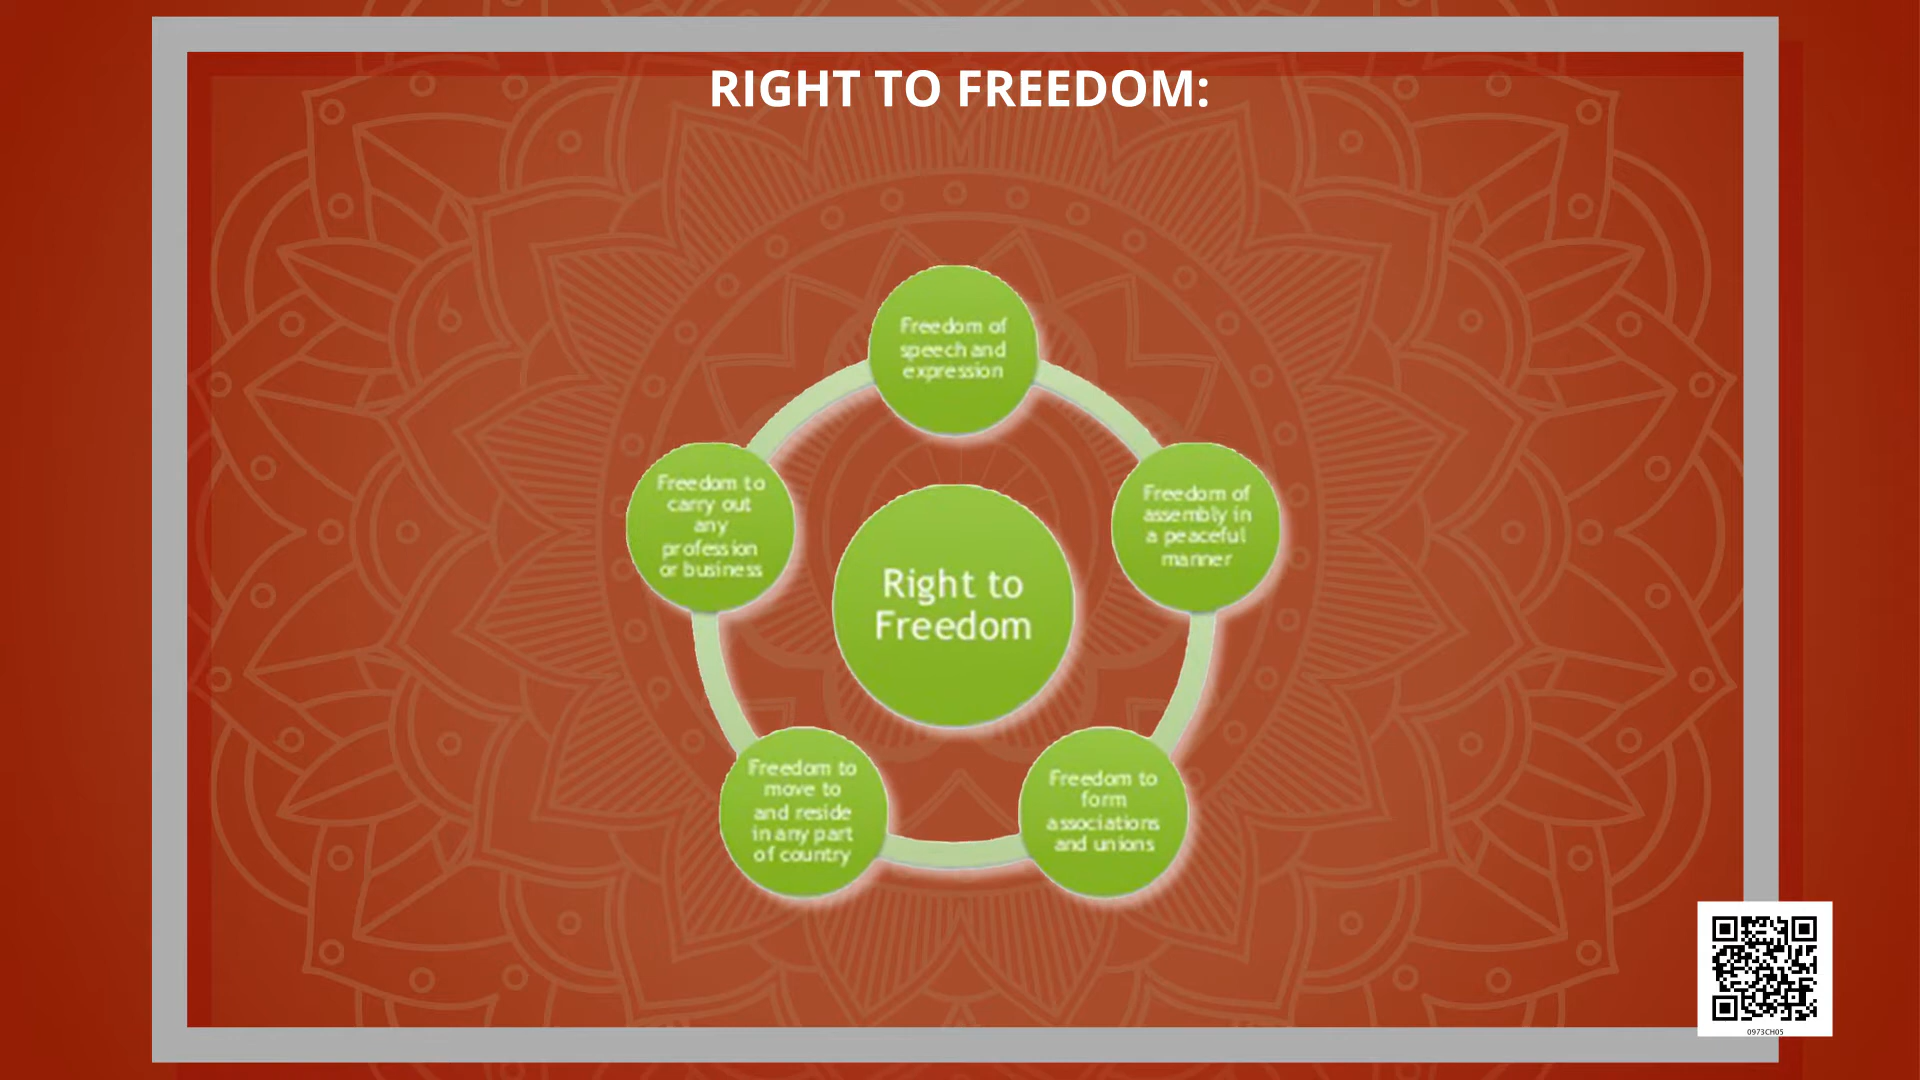 RIGHT TO FREEDOM:
Freedom of
speech and
expression
Freedom to
carry out
any
profession
or business
Freedom of
assembly in
a peaceful
manner
Right to
Freedom
Freedom to
move to
and reside
in any part
of country
Freedom to
form
associations
and unions
0973CH05